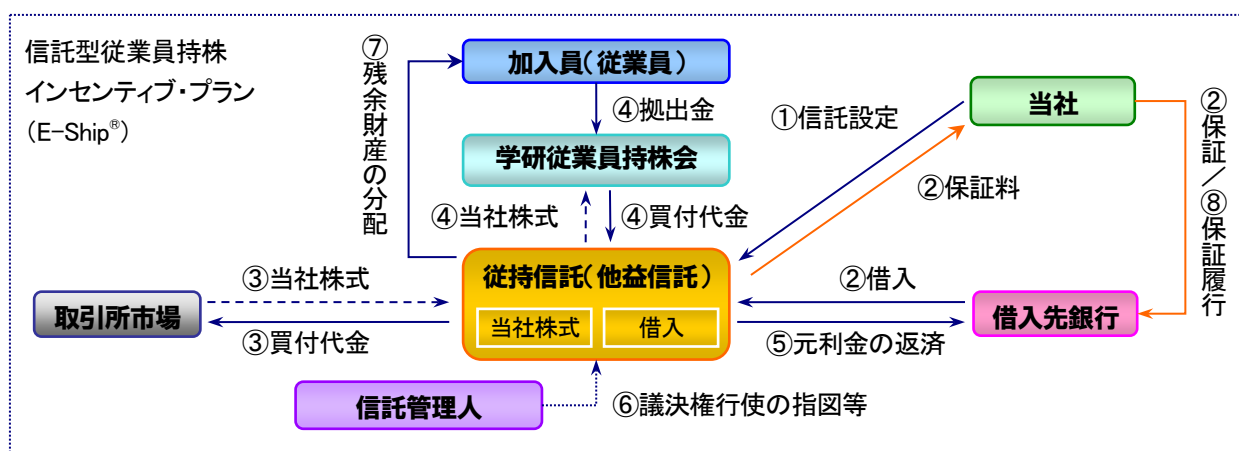 信託型従業員持株
インセンティブ・プラン
(E-Ship®)
⑦残余財産の分配
加入員(従業員)
④拠出金
学研従業員持株会
④当社株式
④買付代金
①信託設定
当社
②保証料
②保証/⑧保証履行
従持信託(他益信託)
当社株式
借入
③当社株式
取引所市場
③買付代金
②借入
借入先銀行
⑤元利金の返済
信託管理人
⑥議決権行使の指図等